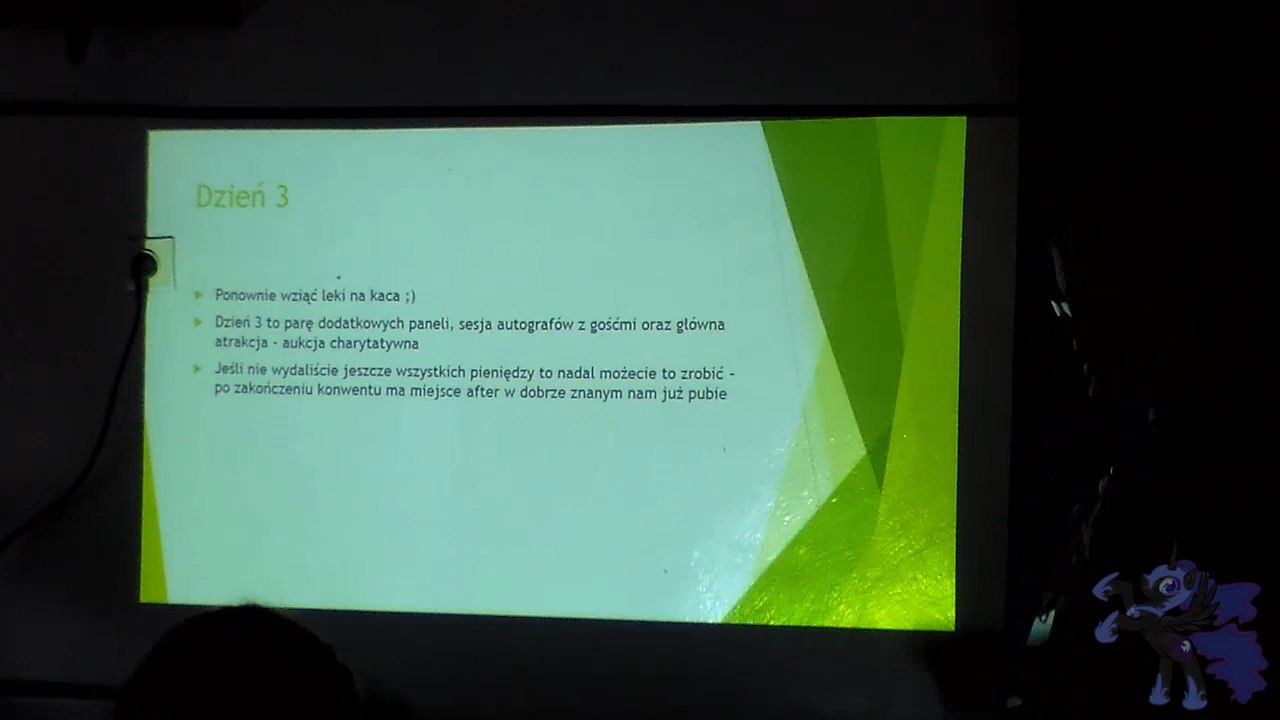 Dzień 3
Ponownie wziąć leki na kaca ;)
Dzień 3 to parę dodatkowych paneli, sesja autografów z gośćmi oraz główna
atrakcja - aukcja charytatywna
Jeśli nie wydaliście jeszcze wszystkich pieniędzy to nadal możecie to zrobić -
po zakończeniu konwentu ma miejsce after w dobrze znanym nam już pubie